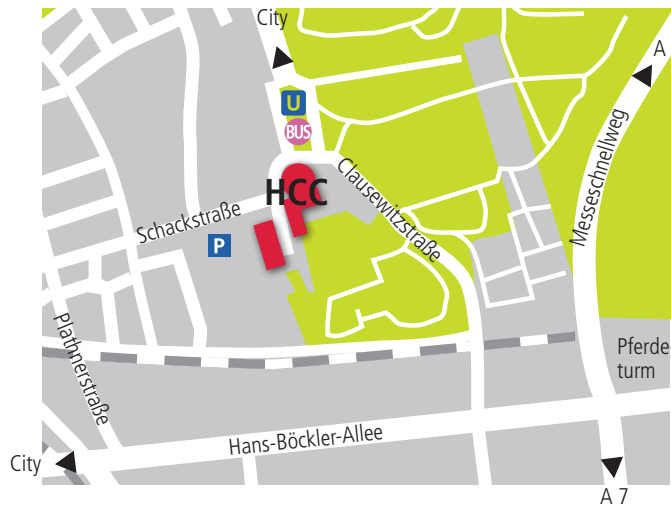 City
A
U
BUS
HCC
Clausewitzstraße
Messeschnellweg
Schackstraße
P
Plathnerstraße
Pferde-
turm
Hans-Böckler-Allee
City
A 7